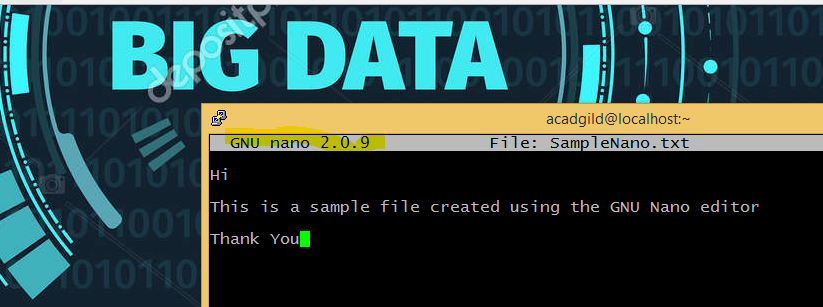 BIG DATA
depositp
acadgild@localhost:~
GNU nano 2.0.9 File: SampleNano.txt
Hi
This is a sample file created using the GNU Nano editor
Thank You